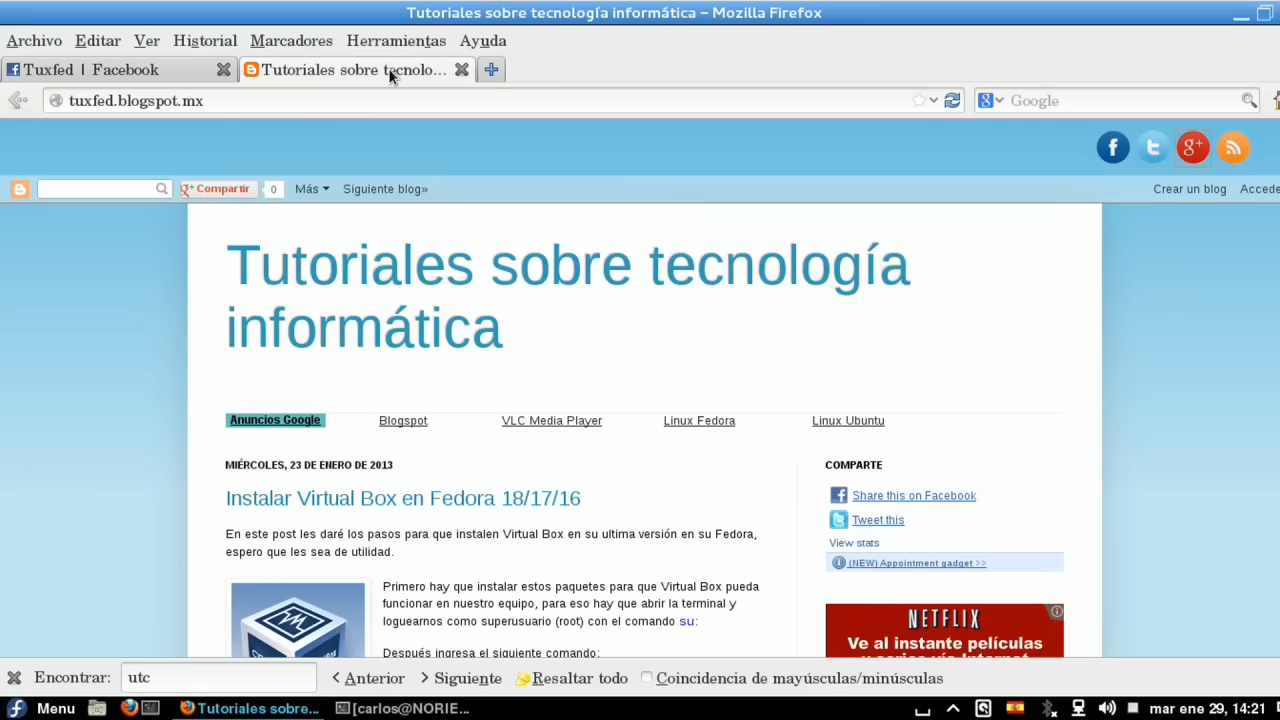 Tutoriales sobre tecnología informática – Mozilla Firefox
Archivo Editar Ver Historial Marcadores Herramientas Ayuda
Tuxfed | Facebook Tutoriales sobre tecnolo...
tuxfed.blogspot.mx Google
g+ Compartir 0 Más Siguiente blog» Crear un blog Accede
Tutoriales sobre tecnología
informática
Anuncios Google Blogspot VLC Media Player Linux Fedora Linux Ubuntu
MIÉRCOLES, 23 DE ENERO DE 2013
Instalar Virtual Box en Fedora 18/17/16
En este post les daré los pasos para que instalen Virtual Box en su ultima versión en su Fedora,
espero que les sea de utilidad.
Primero hay que instalar estos paquetes para que Virtual Box pueda
funcionar en nuestro equipo, para eso hay que abrir la terminal y
loguearnos como superusuario (root) con el comando su:
Después ingresa el siguiente comando:
COMPARTE
Share this on Facebook
Tweet this
View stats
(NEW) Appointment gadget >>
NETFLIX
Ve al instante películas
y series vía Internet
Encontrar: utc Anterior Siguiente Resaltar todo Coincidencia de mayúsculas/minúsculas
Menu Tutoriales sobre... [carlos@NORIE... mar ene 29, 14:21